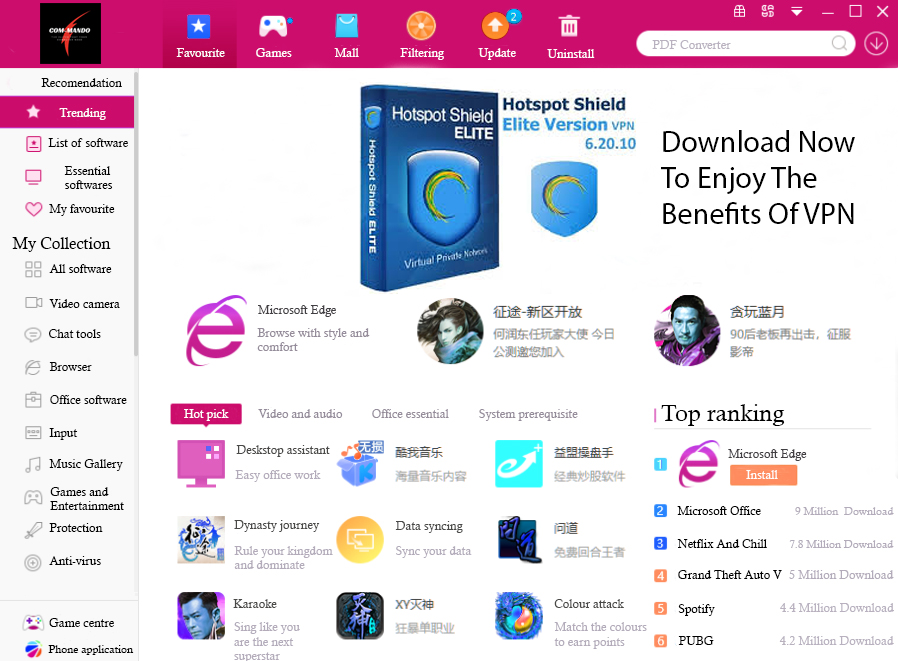 COM-MANDO
Favourite
Games
Mall
Filtering
2
Update
Uninstall
PDF Converter
Recomendation
Trending
List of software
Essential
softwares
My favourite
My Collection
All software
Video camera
Chat tools
Browser
Office software
Input
Music Gallery
Games and
Entertainment
Protection
Anti-virus
Game centre
Phone application
Hotspot Shield
ELITE
Hotspot Shield ELITE
Virtual Private Network
Hotspot Shield
Elite Version VPN
6.20.10
Download Now
To Enjoy The
Benefits Of VPN
Microsoft Edge
Browse with style and
comfort
征途-新区开放
何润东任玩家大使 今日
公测邀您加入
贪玩蓝月
90后老板再出击，征服
影帝
Hot pick
Video and audio
Office essential
System prerequisite
Deskstop assistant
Easy office work
无损
K
酷我音乐
海量音乐内容
益盟操盘手
经典炒股软件
Dynasty journey
Rule your kingdom
and dominate
Data syncing
Sync your data
问道
问道
免费回合王者
Karaoke
Sing like you
are the next
superstar
灭神
XY灭神
狂暴单职业
Colour attack
Match the colours
to earn points
Top ranking
1
Microsoft Edge
Install
2 Microsoft Office 9 Million Download
3 Netflix And Chill 7.8 Million Download
4 Grand Theft Auto V 5 Million Download
5 Spotify 4.4 Million Download
6 PUBG 4.2 Million Download